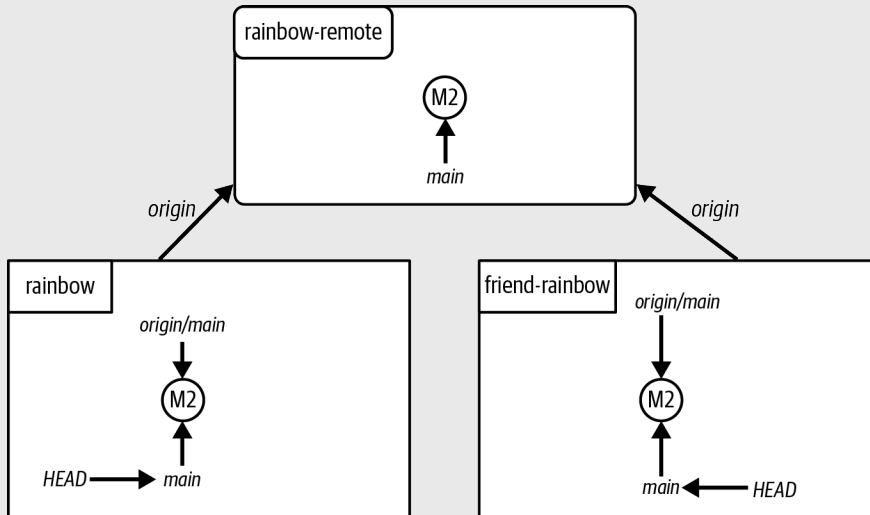 rainbow-remote
M2
main
origin
origin
rainbow
origin/main
M2
HEAD
main
friend-rainbow
origin/main
M2
main
HEAD